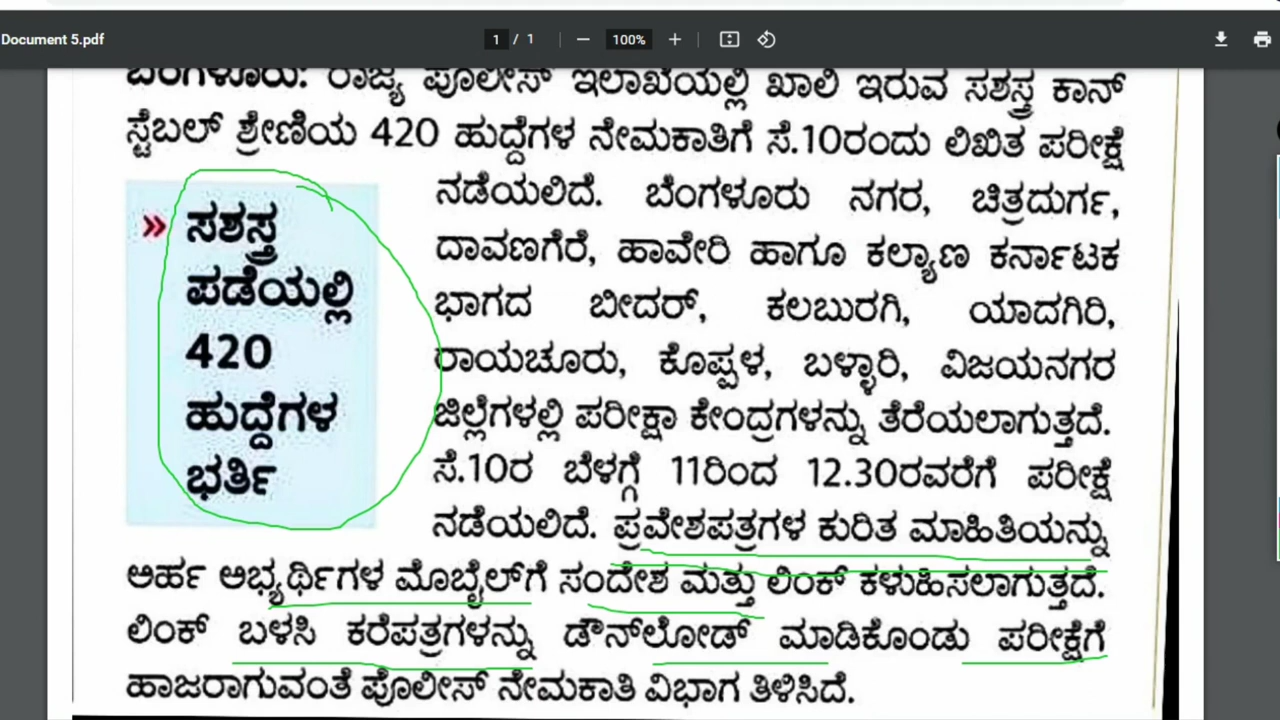 Document 5.pdf
1 / 1
100%
ಬೆಂಗಳೂರು: ರಾಜ್ಯ ಪೊಲೀಸ್ ಇಲಾಖೆಯಲ್ಲಿ ಖಾಲಿ ಇರುವ ಸಶಸ್ತ್ರ ಕಾನ್
ಸ್ಟೆಬಲ್ ಶ್ರೇಣಿಯ 420 ಹುದ್ದೆಗಳ ನೇಮಕಾತಿಗೆ ಸೆ.10ರಂದು ಲಿಖಿತ ಪರೀಕ್ಷೆ
ನಡೆಯಲಿದೆ. ಬೆಂಗಳೂರು ನಗರ, ಚಿತ್ರದುರ್ಗ,
ದಾವಣಗೆರೆ, ಹಾವೇರಿ ಹಾಗೂ ಕಲ್ಯಾಣ ಕರ್ನಾಟಕ
ಭಾಗದ ಬೀದರ್, ಕಲಬುರಗಿ, ಯಾದಗಿರಿ,
ರಾಯಚೂರು, ಕೊಪ್ಪಳ, ಬಳ್ಳಾರಿ, ವಿಜಯನಗರ
ಜಿಲ್ಲೆಗಳಲ್ಲಿ ಪರೀಕ್ಷಾ ಕೇಂದ್ರಗಳನ್ನು ತೆರೆಯಲಾಗುತ್ತದೆ.
ಸೆ.10ರ ಬೆಳಗ್ಗೆ 11ರಿಂದ 12.30ರವರೆಗೆ ಪರೀಕ್ಷೆ
ನಡೆಯಲಿದೆ. ಪ್ರವೇಶಪತ್ರಗಳ ಕುರಿತ ಮಾಹಿತಿಯನ್ನು
ಅರ್ಹ ಅಭ್ಯರ್ಥಿಗಳ ಮೊಬೈಲ್‌ಗೆ ಸಂದೇಶ ಮತ್ತು ಲಿಂಕ್ ಕಳುಹಿಸಲಾಗುತ್ತದೆ.
ಲಿಂಕ್ ಬಳಸಿ ಕರೆಪತ್ರಗಳನ್ನು ಡೌನ್‌ಲೋಡ್ ಮಾಡಿಕೊಂಡು ಪರೀಕ್ಷೆಗೆ
ಹಾಜರಾಗುವಂತೆ ಪೊಲೀಸ್ ನೇಮಕಾತಿ ವಿಭಾಗ ತಿಳಿಸಿದೆ.
» ಸಶಸ್ತ್ರ
ಪಡೆಯಲ್ಲಿ
420
ಹುದ್ದೆಗಳ
ಭರ್ತಿ